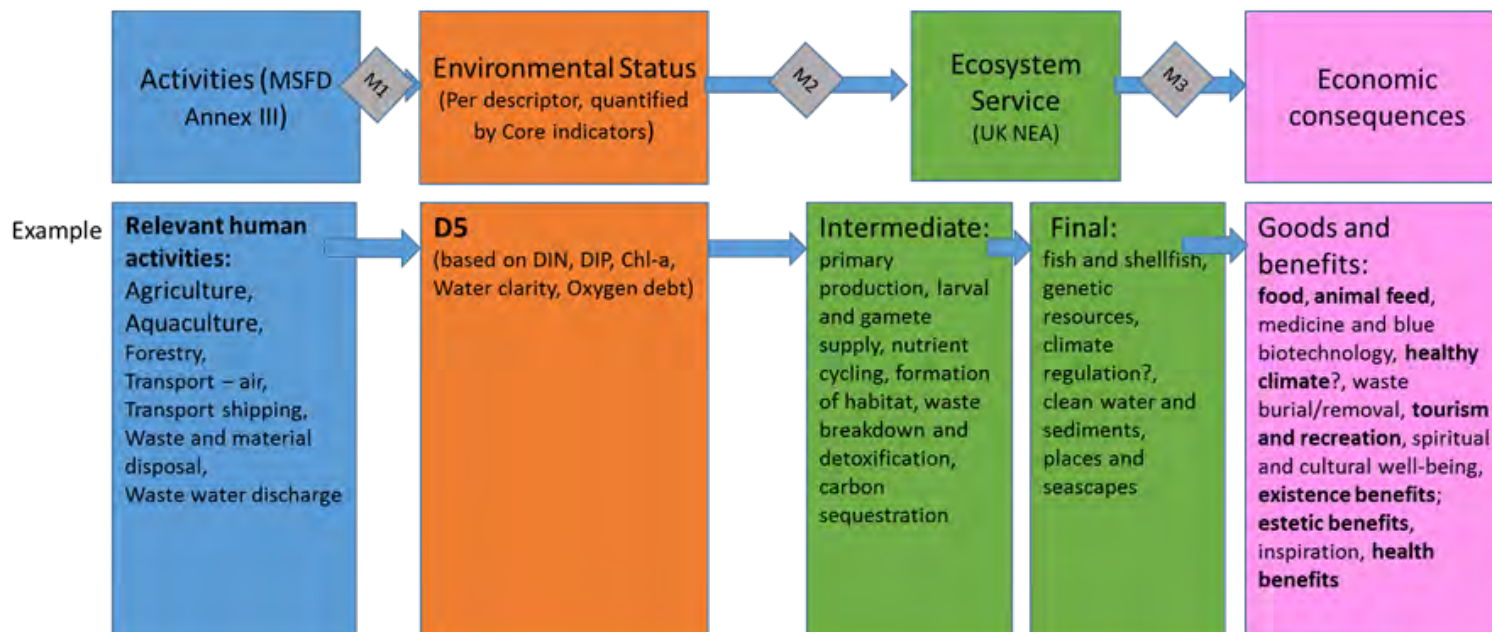 Activities (MSFD
Annex III)
M1
Environmental Status
(Per descriptor, quantified
by Core indicators)
M2
Ecosystem
Service
(UK NEA)
M3
Economic
consequences
Example
Relevant human
activities:
Agriculture,
Aquaculture,
Forestry,
Transport – air,
Transport shipping,
Waste and material
disposal,
Waste water discharge
D5
(based on DIN, DIP, Chl-a,
Water clarity, Oxygen debt)
Intermediate:
primary
production, larval
and gamete
supply, nutrient
cycling, formation
of habitat, waste
breakdown and
detoxification,
carbon
sequestration
Final:
fish and shellfish,
genetic
resources,
climate
regulation?,
clean water and
sediments,
places and
seascapes
Goods and
benefits:
food, animal feed,
medicine and blue
biotechnology, healthy
climate?, waste
burial/removal, tourism
and recreation, spiritual
and cultural well-being,
existence benefits;
estetic benefits,
inspiration, health
benefits